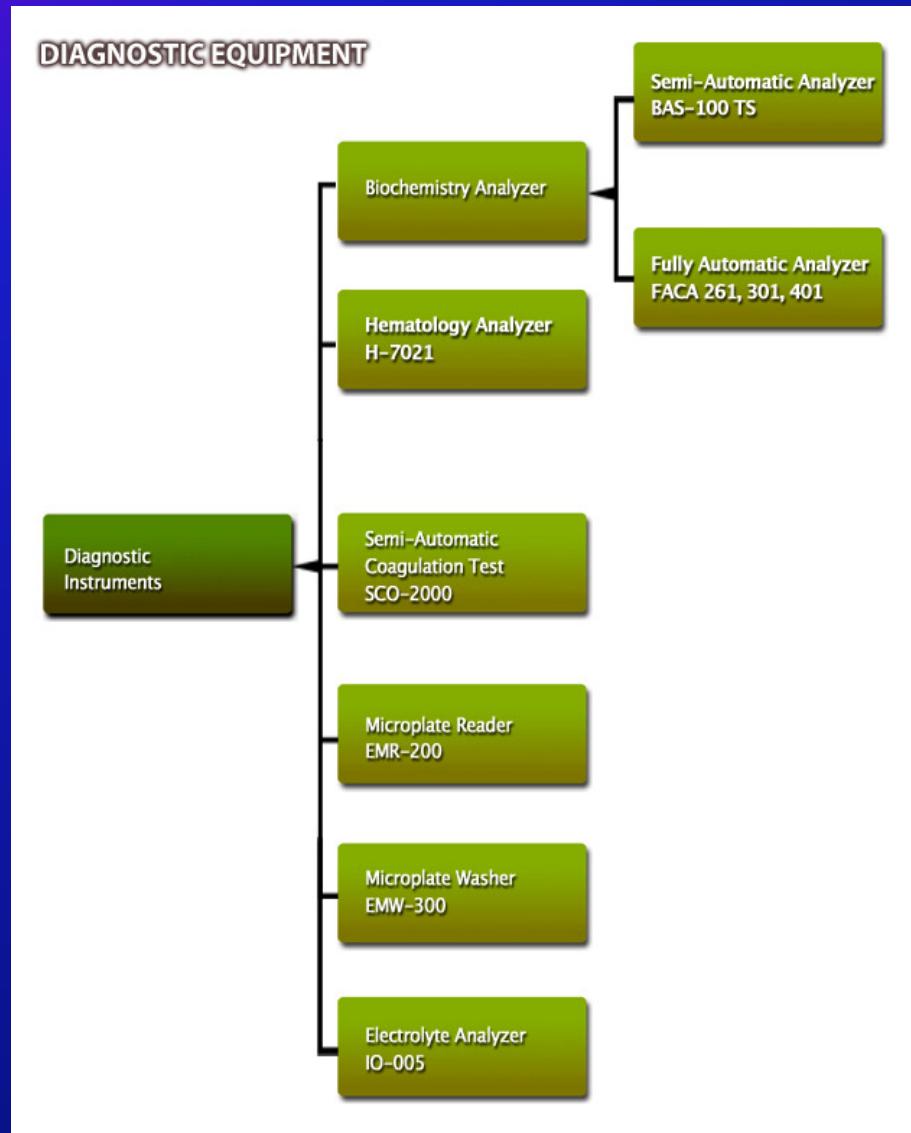 DIAGNOSTIC EQUIPMENT
Semi-Automatic Analyzer
BAS-100 TS
Biochemistry Analyzer
Fully Automatic Analyzer
FACA 261, 301, 401
Hematology Analyzer
H-7021
Diagnostic
Instruments
Semi-Automatic
Coagulation Test
SCO-2000
Microplate Reader
EMR-200
Microplate Washer
EMW-300
Electrolyte Analyzer
IO-005